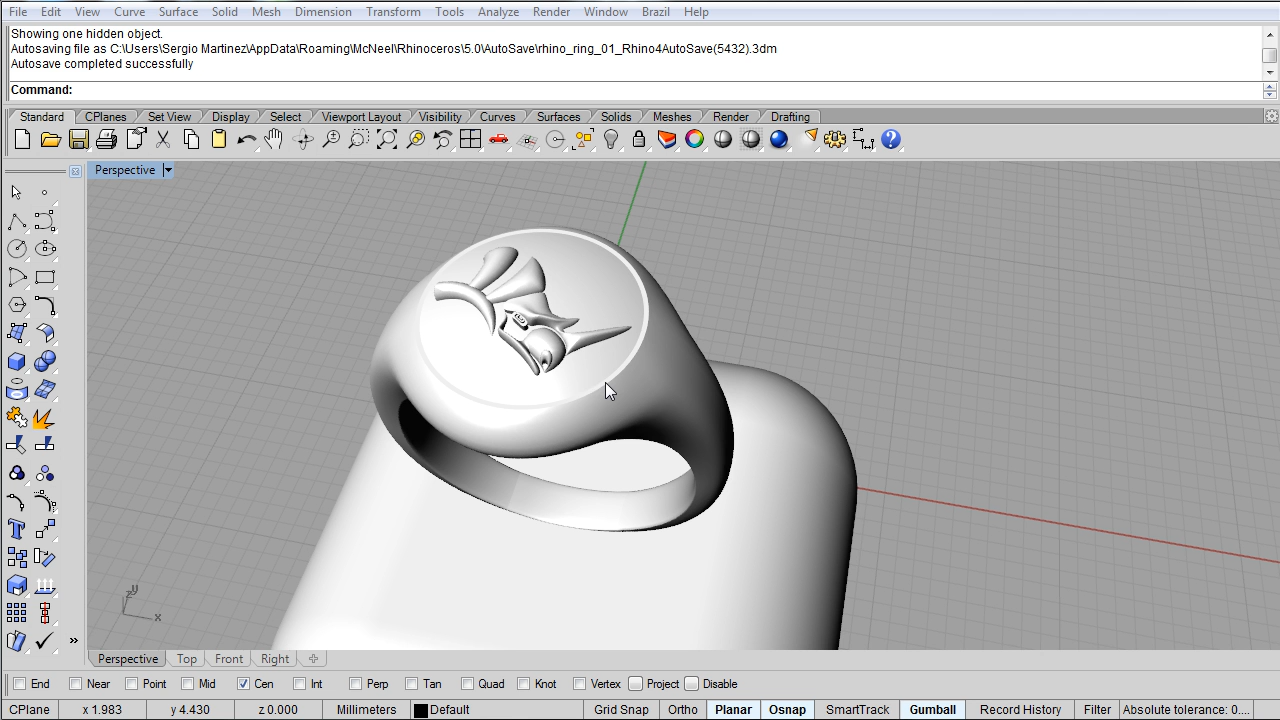 File Edit View Curve Surface Solid Mesh Dimension Transform Tools Analyze Render Window Brazil Help
Showing one hidden object.
Autosaving file as C:\Users\Sergio Martinez\AppData\Roaming\McNeel\Rhinoceros\5.0\AutoSave\rhino_ring_01_Rhino4AutoSave(5432).3dm
Autosave completed successfully
Command:
Standard CPlanes Set View Display Select Viewport Layout Visibility Curves Surfaces Solids Meshes Render Drafting
Perspective
y
z
x
Perspective Top Front Right
End Near Point Mid Cen Int Perp Tan Quad Knot Vertex Project Disable
CPlane x 1.983 y 4.430 z 0.000 Millimeters Default Grid Snap Ortho Planar Osnap SmartTrack Gumball Record History Filter Absolute tolerance: 0....